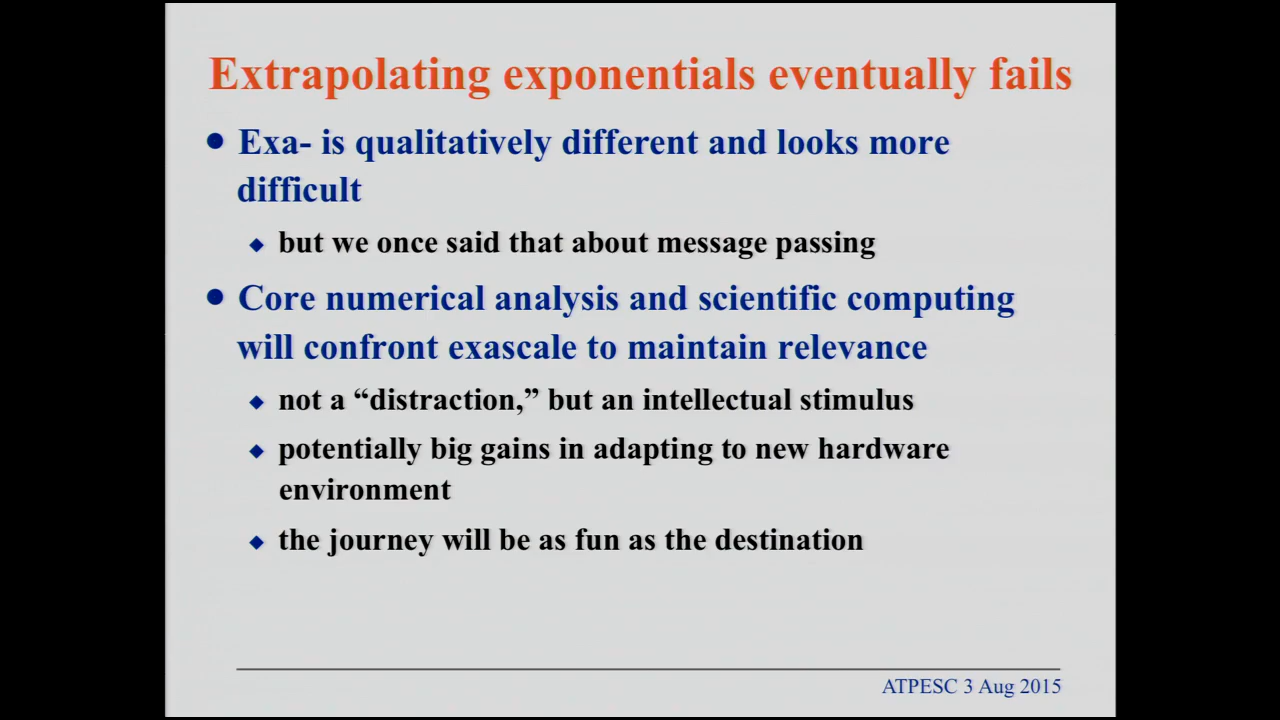 Extrapolating exponentials eventually fails
• Exa- is qualitatively different and looks more
difficult
◆ but we once said that about message passing
• Core numerical analysis and scientific computing
will confront exascale to maintain relevance
◆ not a “distraction,” but an intellectual stimulus
◆ potentially big gains in adapting to new hardware
environment
◆ the journey will be as fun as the destination
ATPESC 3 Aug 2015